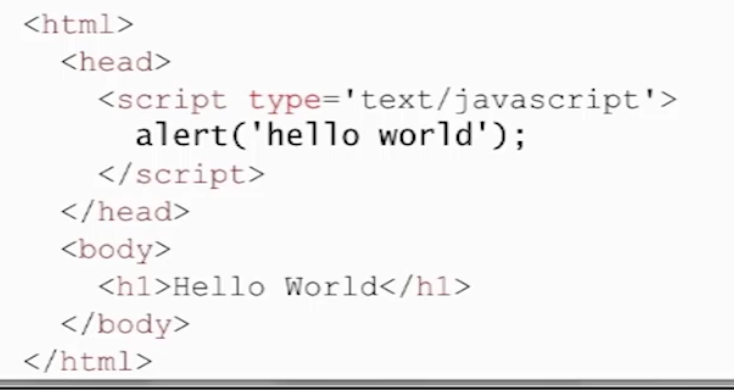 <html>
<head>
<script type='text/javascript'>
alert('hello world');
</script>
</head>
<body>
<h1>Hello World</h1>
</body>
</html>